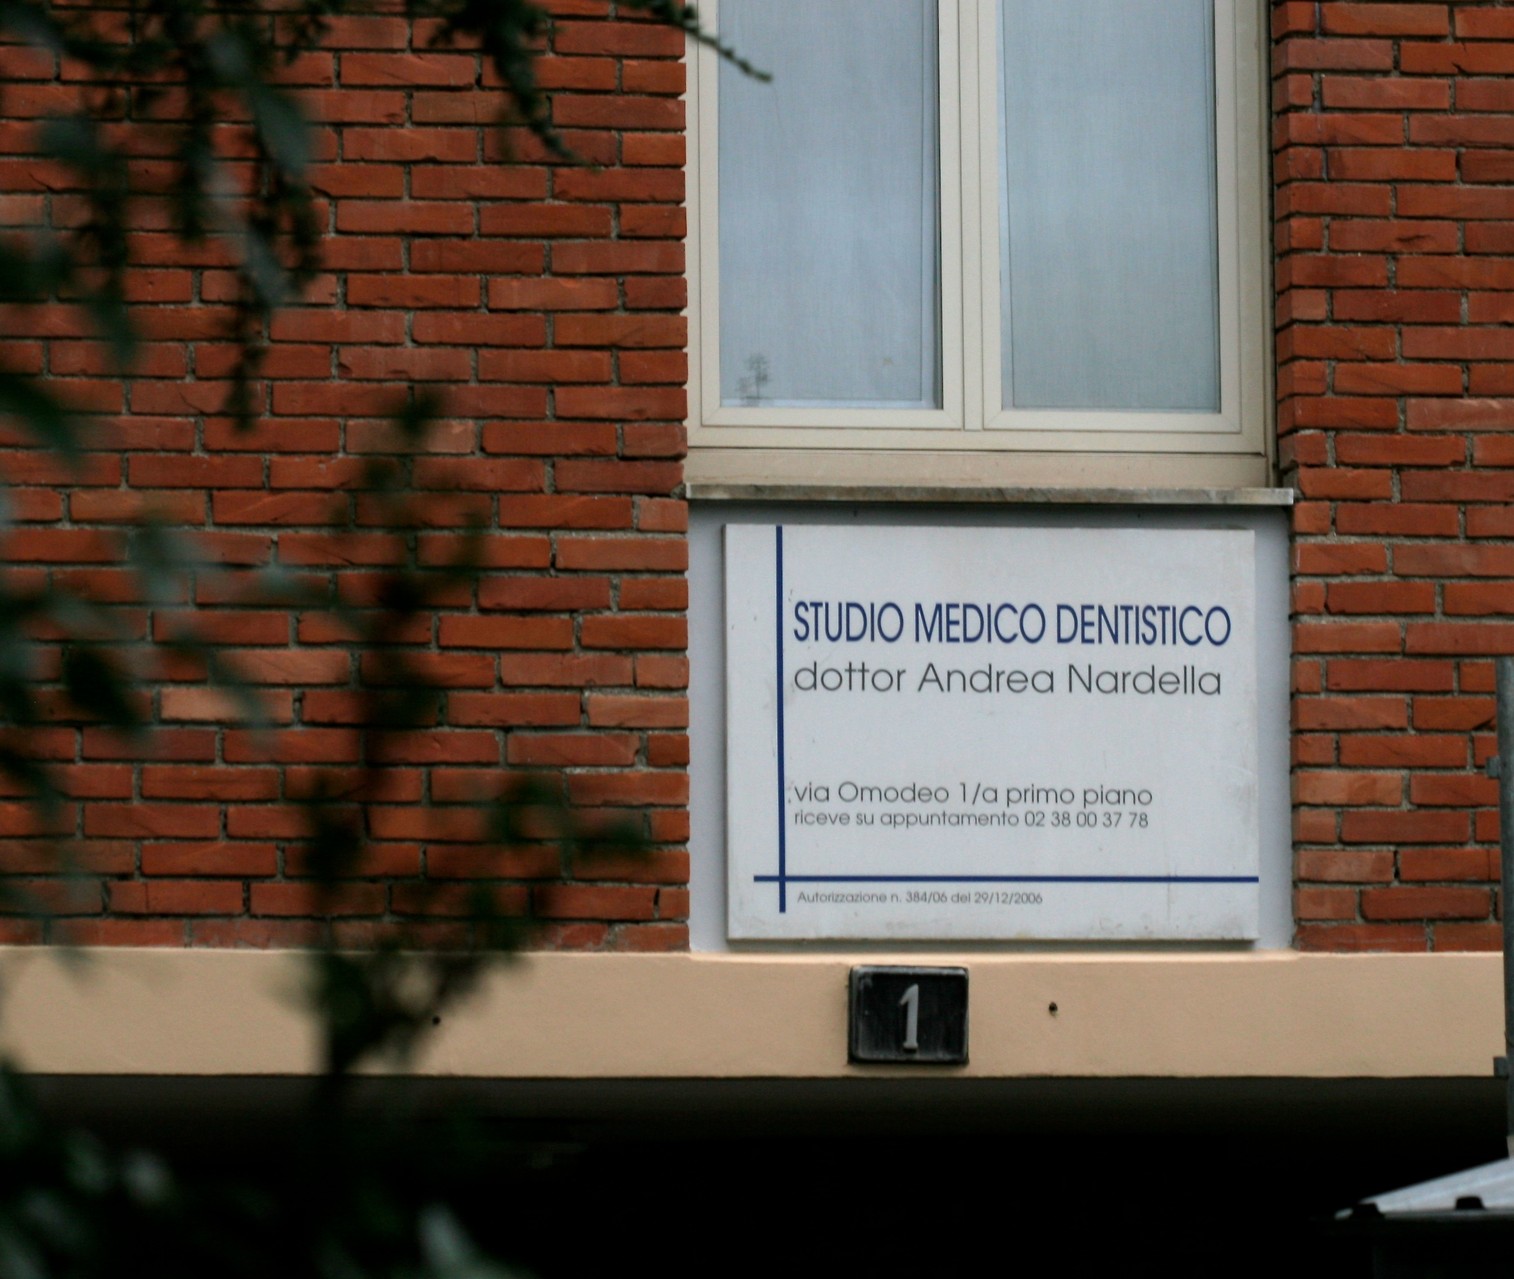 STUDIO MEDICO DENTISTICO
dottor Andrea Nardella
via Omodeo 1/a primo piano
riceve su appuntamento 02 38 00 37 78
Autorizzazione n. 384/06 del 29/12/2006
1